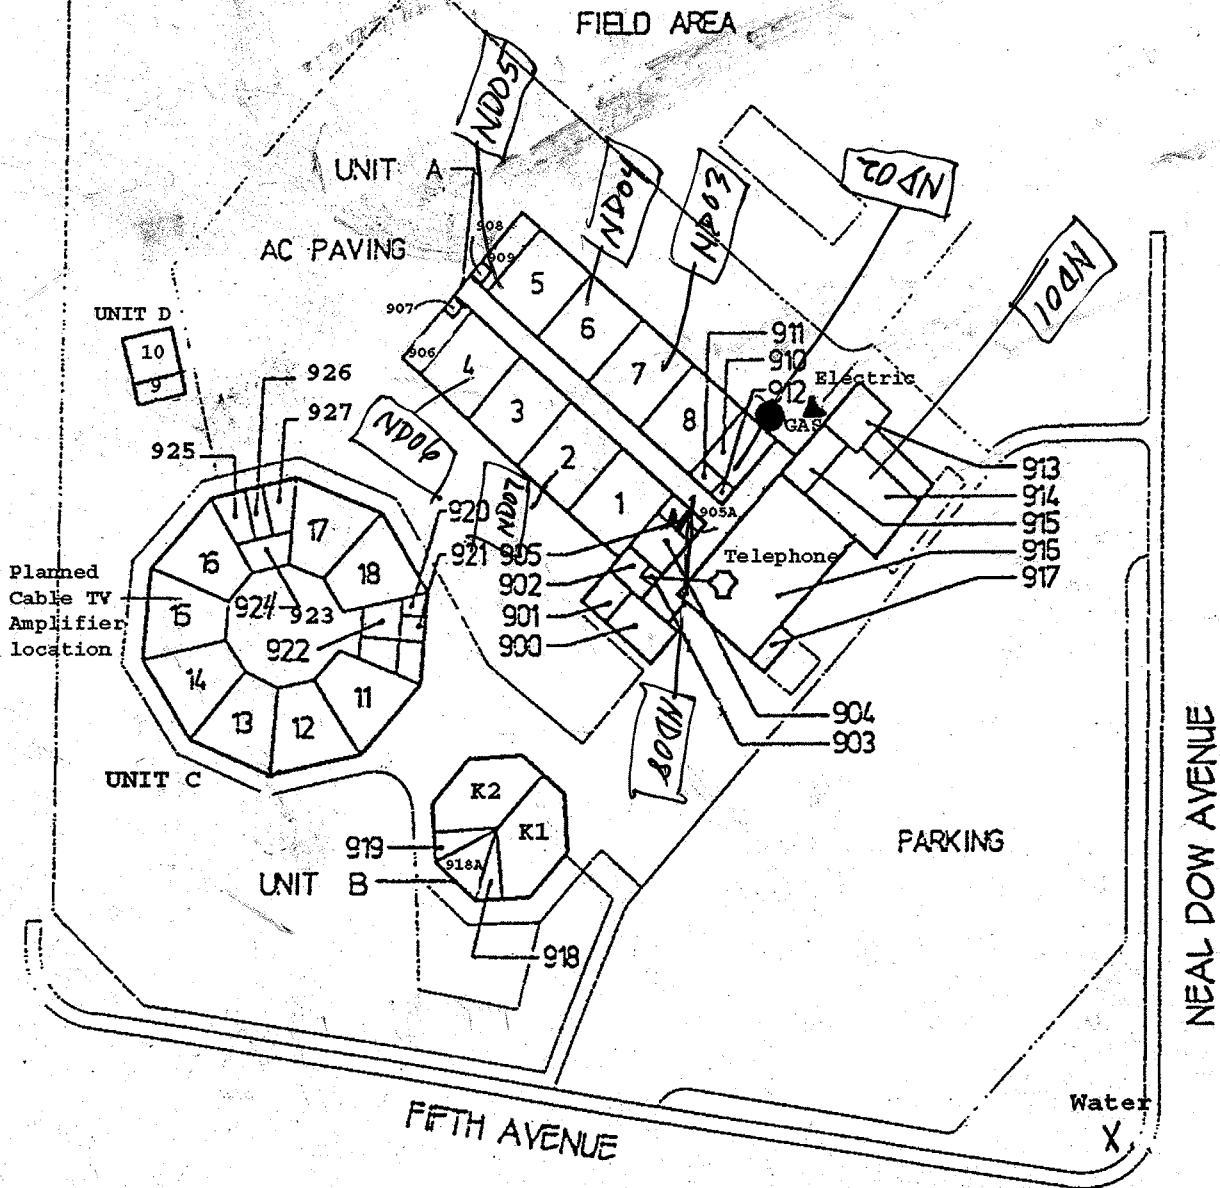 FIELD AREA
ND05
UNIT A
ND04
ND03
ND02
ND01
AC PAVING
908
909
5
907
6
UNIT D
10
9
906
4
7
911
910
912
Electric
GAS
926
927
925
3
8
ND06
2
ND07
1
913
914
915
916
917
905A
Telephone
920
921
905
902
901
900
17
16
18
15
Planned
Cable TV
Amplifier
location
924
923
922
14
13
12
11
UNIT C
ND08
904
903
K2
K1
919
918A
UNIT B
918
PARKING
NEAL DOW AVENUE
FIFTH AVENUE
Water
X